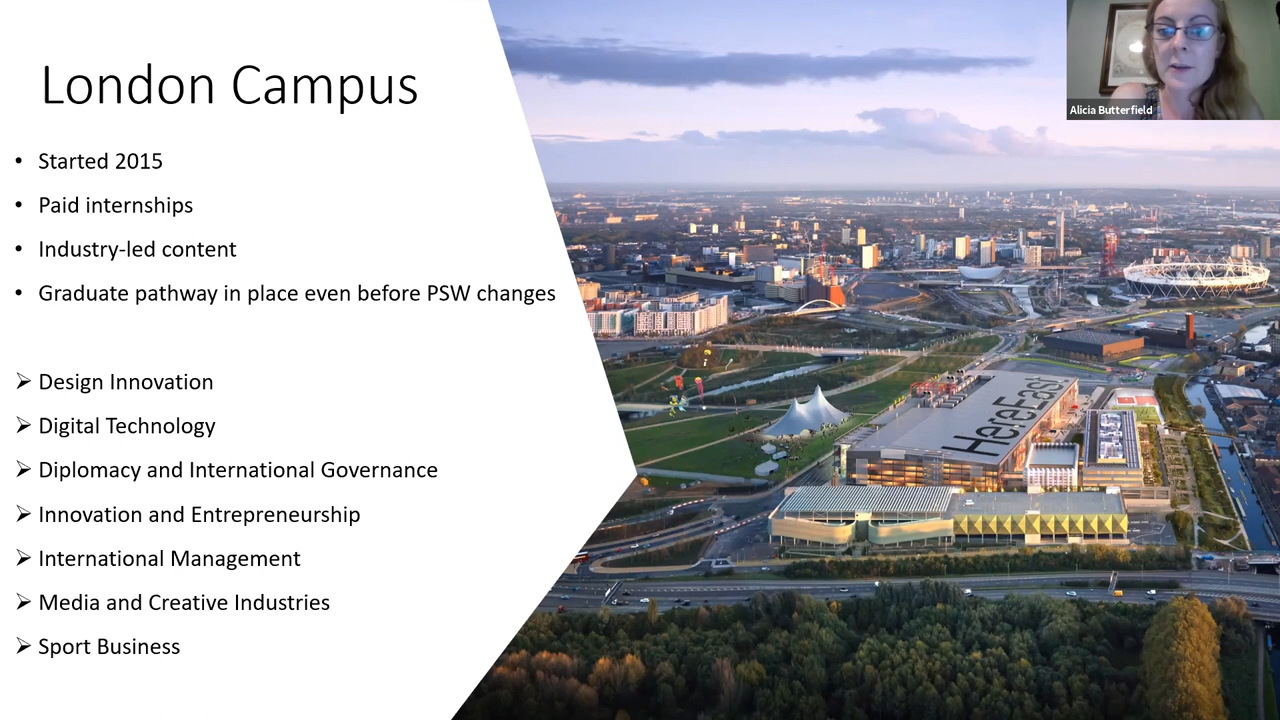 London Campus
• Started 2015
• Paid internships
• Industry-led content
• Graduate pathway in place even before PSW changes
➢ Design Innovation
➢ Digital Technology
➢ Diplomacy and International Governance
➢ Innovation and Entrepreneurship
➢ International Management
➢ Media and Creative Industries
➢ Sport Business
Alicia Butterfield
HereEast